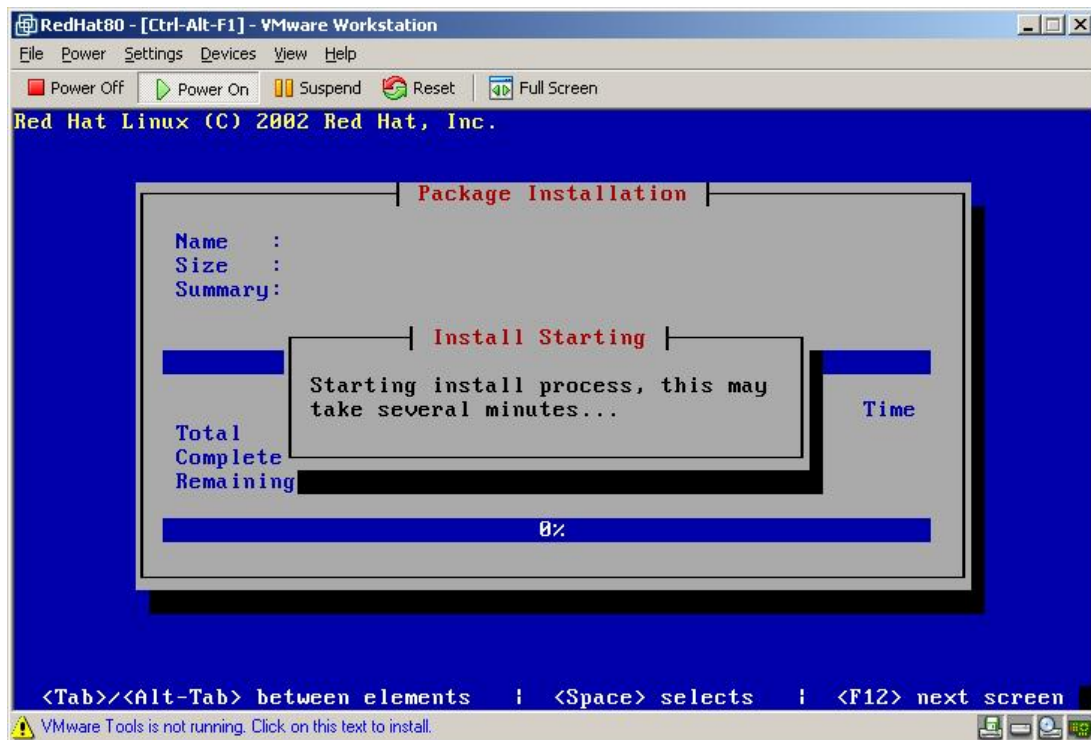 RedHat80 - [Ctrl-Alt-F1] - VMware Workstation
File Power Settings Devices View Help
Power Off Power On Suspend Reset Full Screen
Red Hat Linux (C) 2002 Red Hat, Inc.
Package Installation
Name :
Size :
Summary:
Install Starting
Starting install process, this may
take several minutes...
Time
Total
Complete
Remaining
0%
<Tab>/<Alt-Tab> between elements | <Space> selects | <F12> next screen
VMware Tools is not running. Click on this text to install.